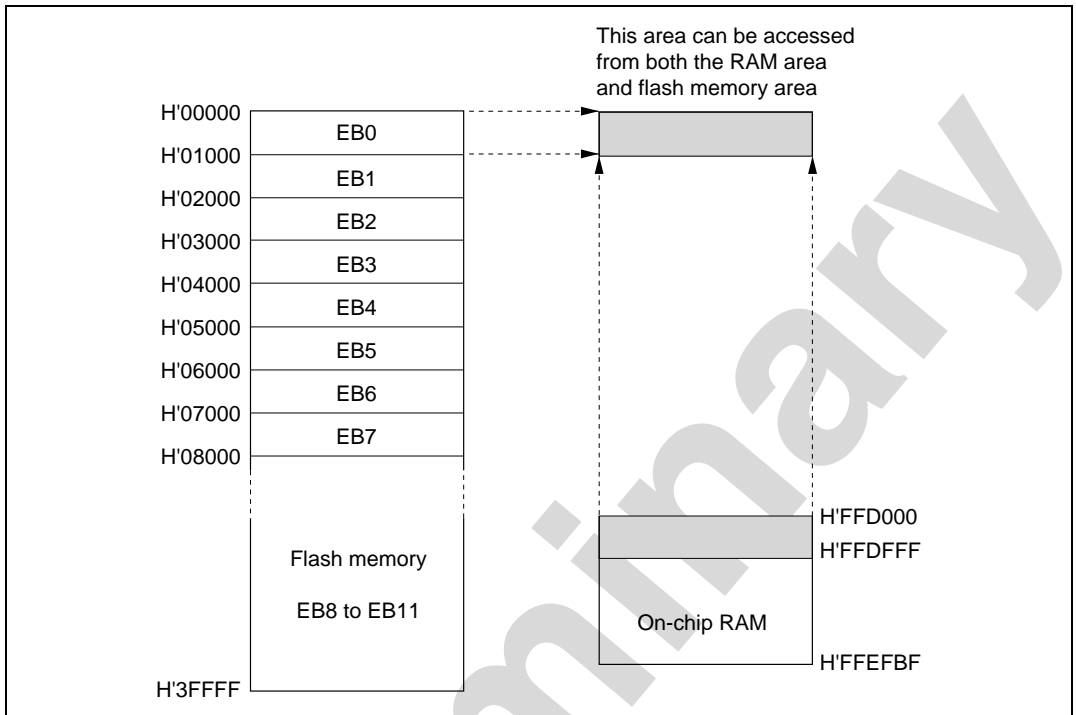 This area can be accessed
from both the RAM area
and flash memory area
H'00000
EB0
H'01000
EB1
H'02000
EB2
H'03000
EB3
H'04000
EB4
H'05000
EB5
H'06000
EB6
H'07000
EB7
H'08000
H'FFD000
H'FFDFFF
Flash memory
EB8 to EB11
On-chip RAM
H'FFEFBF
H'3FFFF
minary